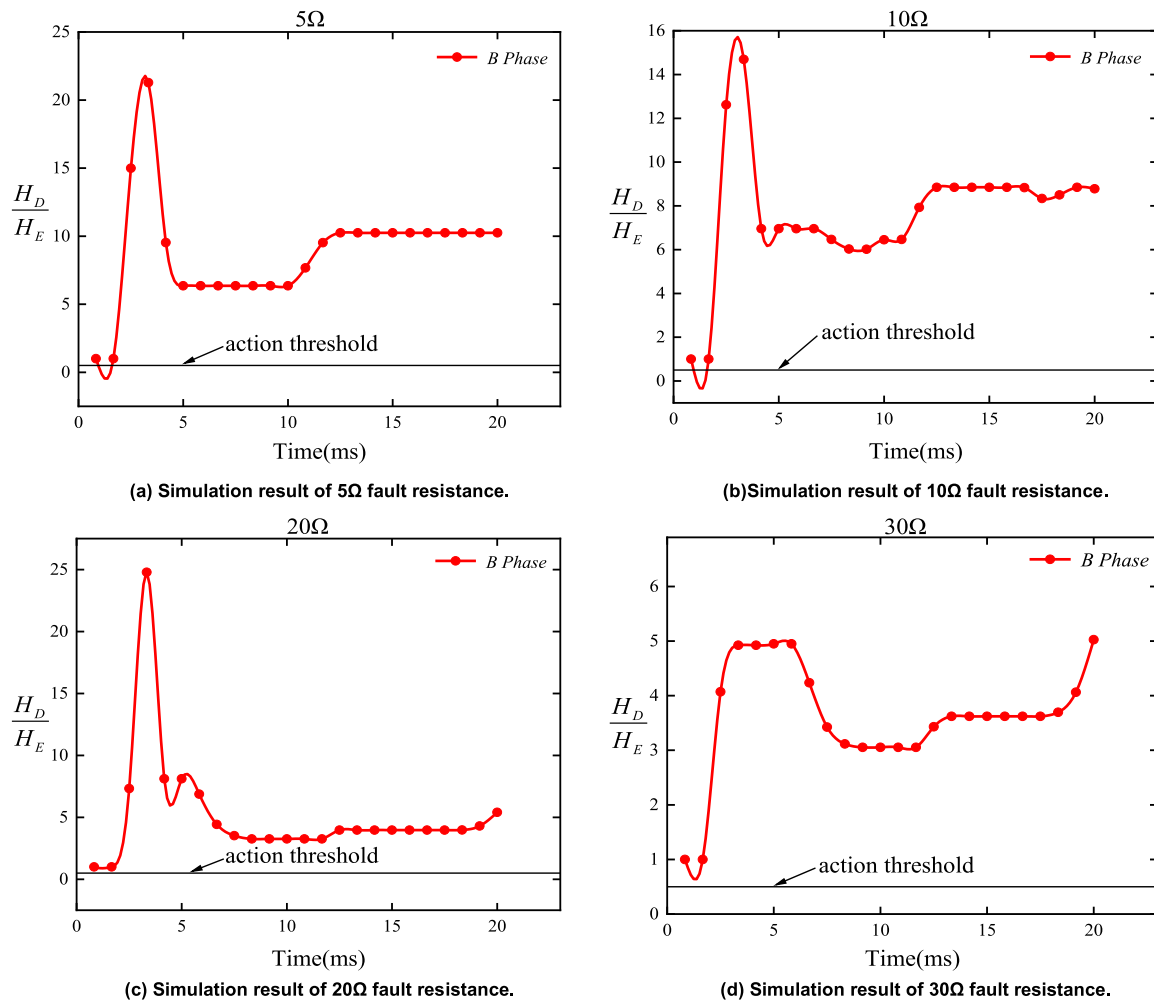 5Ω
25
20
15
10
5
0
H_D
H_E
B Phase
action threshold
0 5 10 15 20
Time(ms)
(a) Simulation result of 5Ω fault resistance.
10Ω
16
14
12
10
8
6
4
2
0
H_D
H_E
B Phase
action threshold
0 5 10 15 20
Time(ms)
(b)Simulation result of 10Ω fault resistance.
20Ω
25
20
15
10
5
0
H_D
H_E
B Phase
action threshold
0 5 10 15 20
Time(ms)
(c) Simulation result of 20Ω fault resistance.
30Ω
6
5
4
3
2
1
0
H_D
H_E
B Phase
action threshold
0 5 10 15 20
Time(ms)
(d) Simulation result of 30Ω fault resistance.